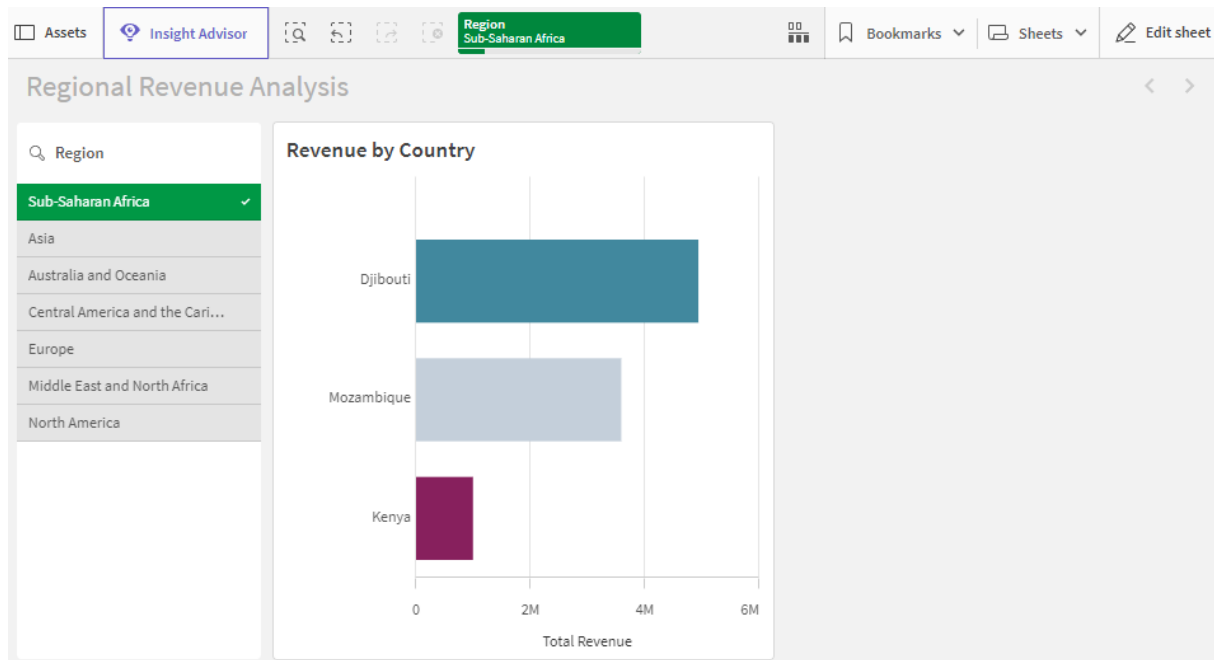 Assets
Insight Advisor
Region
Sub-Saharan Africa
Bookmarks
Sheets
Edit sheet
Regional Revenue Analysis
Region
Sub-Saharan Africa
Asia
Australia and Oceania
Central America and the Cari...
Europe
Middle East and North Africa
North America
Revenue by Country
Djibouti
Mozambique
Kenya
0 2M 4M 6M
Total Revenue